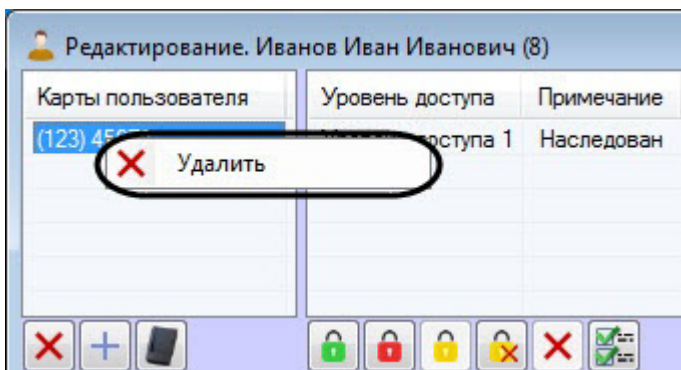 Редактирование. Иванов Иван Иванович (8)
Карты пользователя Уровень доступа Примечание
(123) доступа 1 Наследован
Удалить